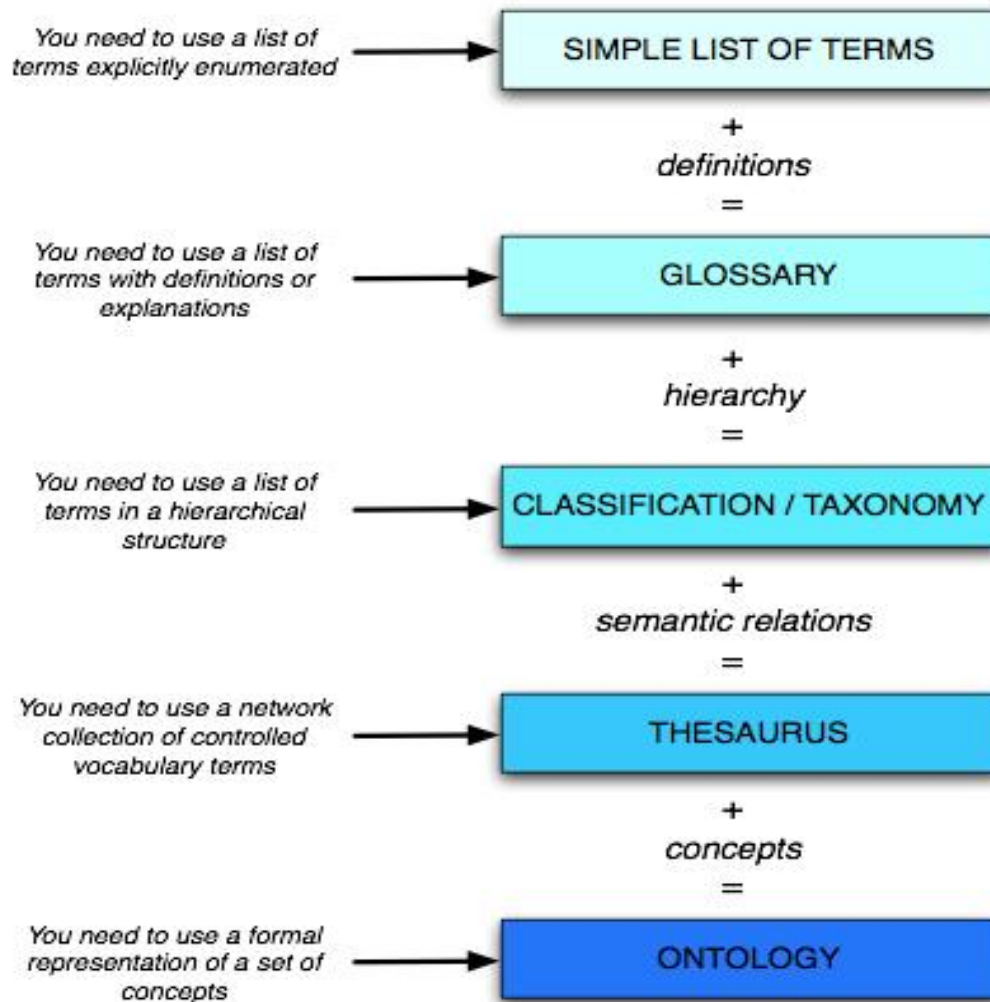 You need to use a list of
terms explicitly enumerated
SIMPLE LIST OF TERMS
+
definitions
=
You need to use a list of
terms with definitions or
explanations
GLOSSARY
+
hierarchy
=
You need to use a list of
terms in a hierarchical
structure
CLASSIFICATION / TAXONOMY
+
semantic relations
=
You need to use a network
collection of controlled
vocabulary terms
THESAURUS
+
concepts
=
You need to use a formal
representation of a set of
concepts
ONTOLOGY